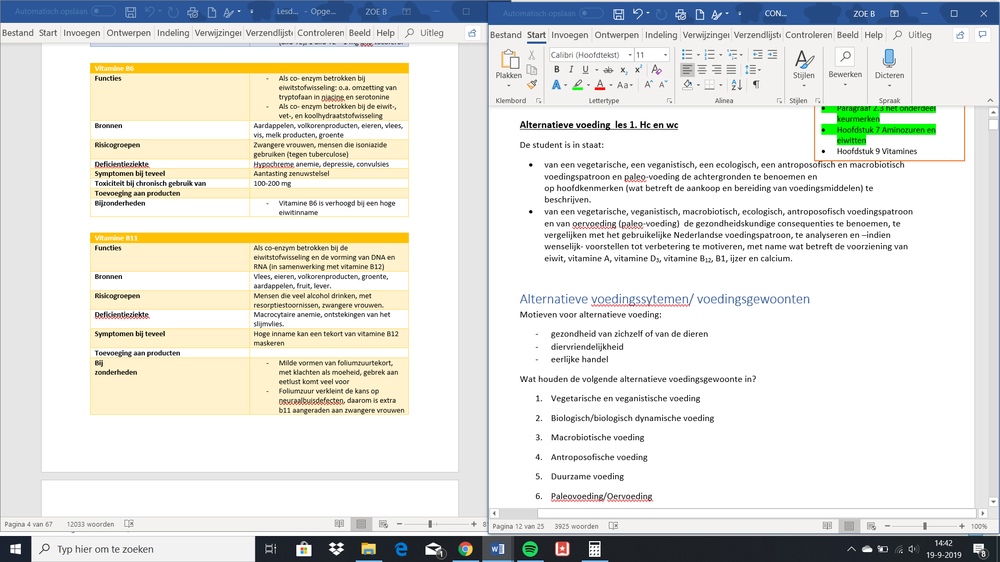 Automatisch opslaan
Lesd... - Opge...
ZOE B
Bestand Start Invoegen Ontwerpen Indeling Verwijzinger Verzendlijste Controleren Beeld Help Uitleg
Vitamine B6
Functies
- Als co- enzym betrokken bij
eiwitstofwisseling: o.a. omzetting van
tryptofaan in niacine en serotonine
- Als co- enzym betrokken bij de eiwit-,
vet-, en koolhydraatstofwisseling
Bronnen
Aardappelen, volkorenproducten, eieren, vlees,
vis, melk producten, groente
Risicogroepen
Zwangere vrouwen, mensen die isoniazide
gebruiken (tegen tuberculose)
Deficientieziekte
Hypochreme anemie, depressie, convulsies
Symptomen bij teveel
Aantasting zenuwstelsel
Toxiciteit bij chronisch gebruik van
100-200 mg
Toevoeging aan producten
Bijzonderheden
- Vitamine B6 is verhoogd bij een hoge
eiwitinname
Vitamine B11
Functies
Als co-enzym betrokken bij de
eiwitstofwisseling en de vorming van DNA en
RNA (in samenwerking met vitamine B12)
Bronnen
Vlees, eieren, volkorenproducten, groente,
aardappelen, fruit, lever.
Risicogroepen
Mensen die veel alcohol drinken, met
resorptiestoornissen, zwangere vrouwen.
Deficientieziekte
Macrocytaire anemie, ontstekingen van het
slijmvlies.
Symptomen bij teveel
Hoge inname kan een tekort van vitamine B12
maskeren
Toevoeging aan producten
Bij
zonderheden
- Milde vormen van foliumzuurtekort,
met klachten als moeheid, gebrek aan
eetlust komt veel voor
- Foliumzuur verkleint de kans op
neuraalbuisdefecten, daarom is extra
b11 aangeraden aan zwangere vrouwen
Pagina 4 van 67 12033 woorden
Automatisch opslaan
CON...
ZOE B
Bestand Start Invoegen Ontwerpen Indeling Verwijzinger Verzendlijste Controleren Beeld Help Uitleg
Plakken
Calibri (Hoofdtekst) 11
B I U ab x₂ x²
A A Aa A A
Stijlen
Bewerken
Dicteren
Klembord Lettertype Alinea Stijlen Spraak
• Paragraaf 2.3 het onderdeel
keurmerken
• Hoofdstuk 7 Aminozuren en
eiwitten
• Hoofdstuk 9 Vitamines
Alternatieve voeding les 1. Hc en wc
De student is in staat:
• van een vegetarische, een veganistisch, een ecologisch, een antroposofisch en macrobiotisch
voedingspatroon en paleo-voeding de achtergronden te benoemen en
op hoofdkenmerken (wat betreft de aankoop en bereiding van voedingsmiddelen) te
beschrijven.
• van een vegetarische, veganistisch, macrobiotisch, ecologisch, antroposofisch voedingspatroon
en van oervoeding (paleo-voeding) de gezondheidskundige consequenties te benoemen, te
vergelijken met het gebruikelijke Nederlandse voedingspatroon, te analyseren en –indien
wenselijk- voorstellen tot verbetering te motiveren, met name wat betreft de voorziening van
eiwit, vitamine A, vitamine D₃, vitamine B₁₂, B1, ijzer en calcium.
Alternatieve voedingssytemen/ voedingsgewoonten
Motieven voor alternatieve voeding:
- gezondheid van zichzelf of van de dieren
- diervriendelijkheid
- eerlijke handel
Wat houden de volgende alternatieve voedingsgewoonte in?
1. Vegetarische en veganistische voeding
2. Biologisch/biologisch dynamische voeding
3. Macrobiotische voeding
4. Antroposofische voeding
5. Duurzame voeding
6. Paleovoeding/Oervoeding
Pagina 12 van 25 3925 woorden
100%
Typ hier om te zoeken
1
14:42
19-9-2019
8